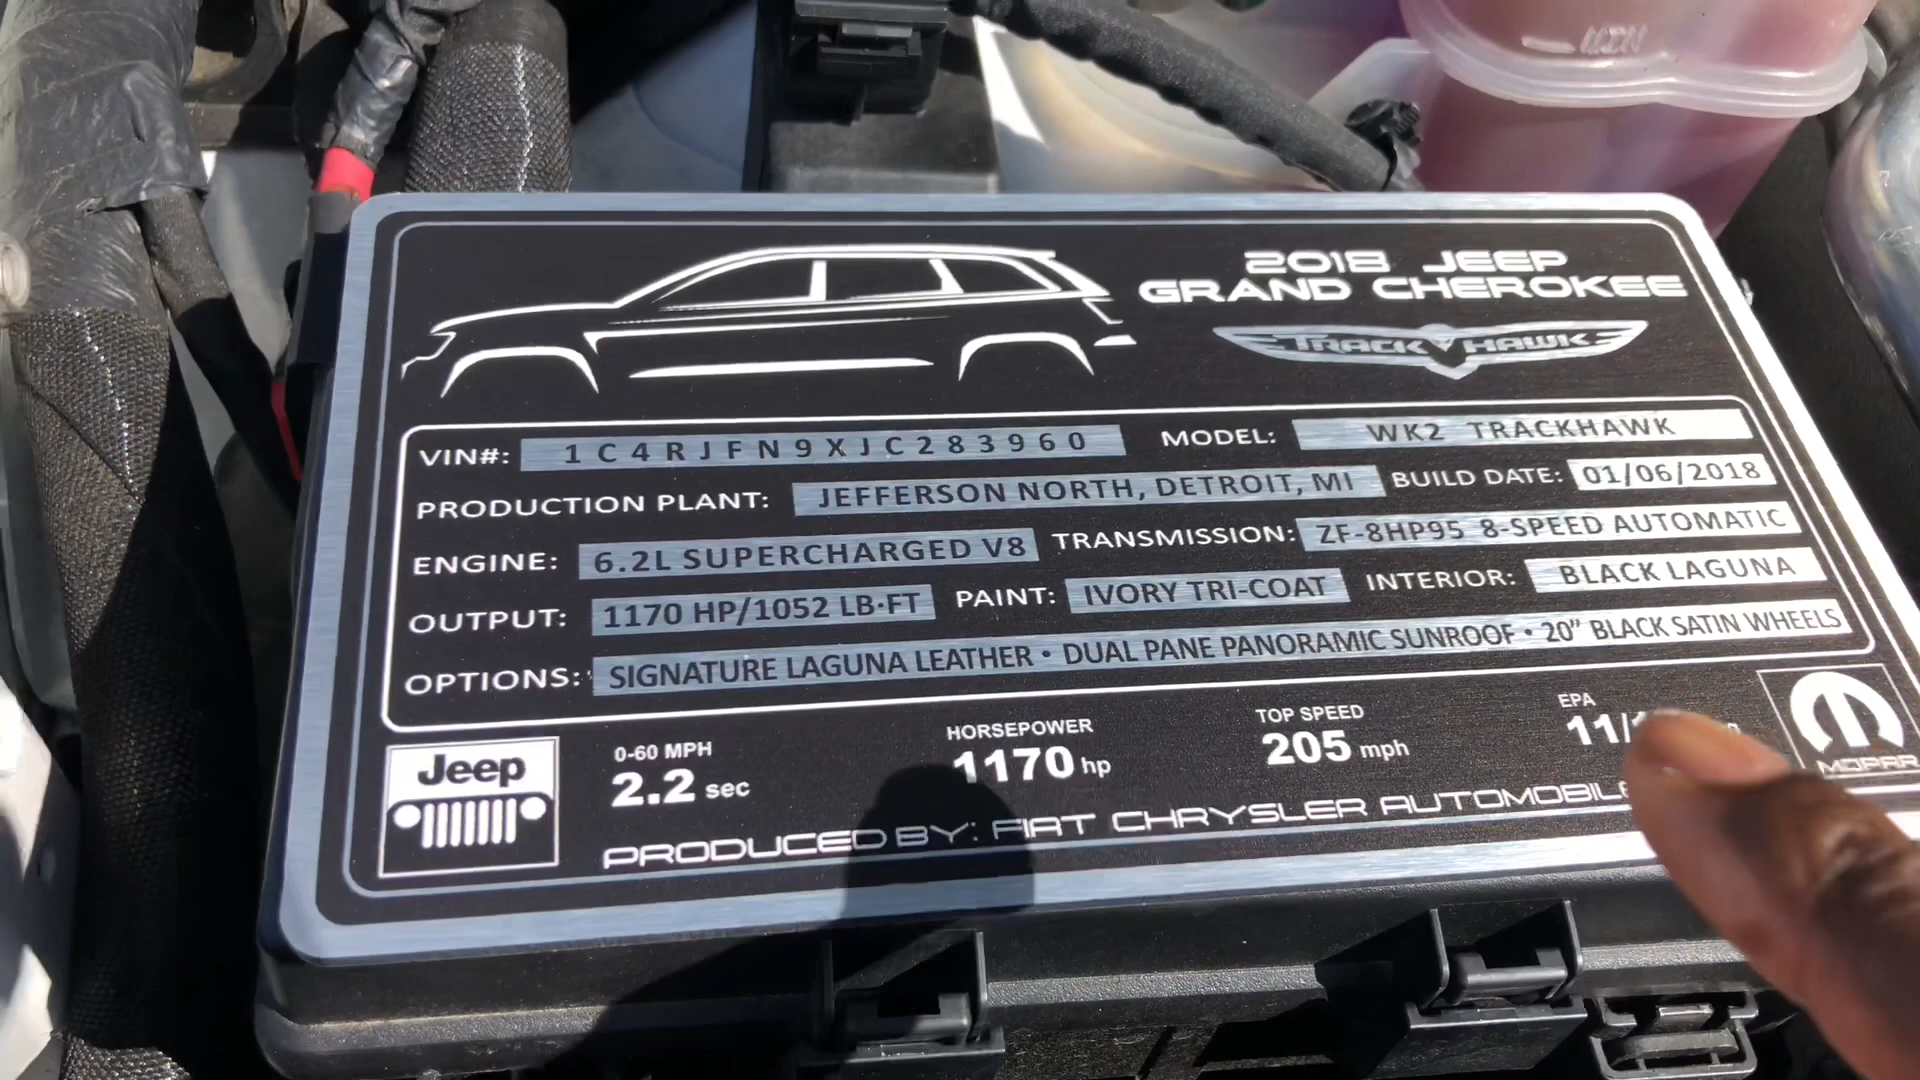 MIN
2018 JEEP
GRAND CHEROKEE
TRACKHAWK
VIN#: 1C4RJFN9XJC283960 MODEL: WK2 TRACKHAWK
PRODUCTION PLANT: JEFFERSON NORTH, DETROIT, MI BUILD DATE: 01/06/2018
ENGINE: 6.2L SUPERCHARGED V8 TRANSMISSION: ZF-8HP95 8-SPEED AUTOMATIC
OUTPUT: 1170 HP/1052 LB·FT PAINT: IVORY TRI-COAT INTERIOR: BLACK LAGUNA
OPTIONS: SIGNATURE LAGUNA LEATHER • DUAL PANE PANORAMIC SUNROOF • 20" BLACK SATIN WHEELS
Jeep
0-60 MPH
2.2 sec
HORSEPOWER
1170 hp
TOP SPEED
205 mph
EPA
11/
MOPAR
PRODUCED BY: FIAT CHRYSLER